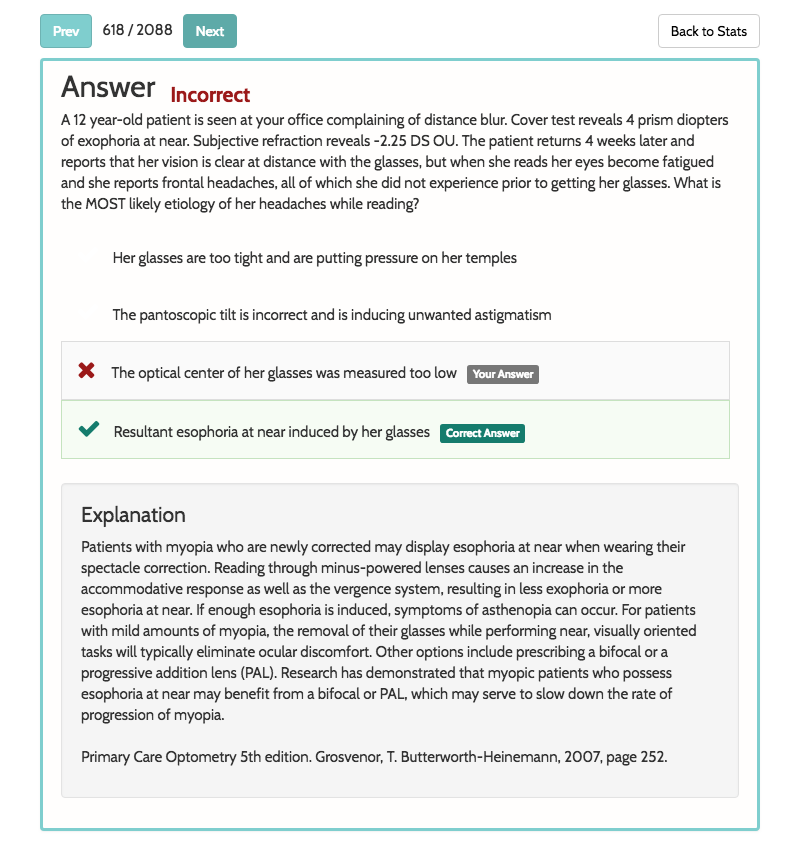 Prev 618 / 2088 Next Back to Stats
Answer Incorrect
A 12 year-old patient is seen at your office complaining of distance blur. Cover test reveals 4 prism diopters
of exophoria at near. Subjective refraction reveals -2.25 DS OU. The patient returns 4 weeks later and
reports that her vision is clear at distance with the glasses, but when she reads her eyes become fatigued
and she reports frontal headaches, all of which she did not experience prior to getting her glasses. What is
the MOST likely etiology of her headaches while reading?
Her glasses are too tight and are putting pressure on her temples
The pantoscopic tilt is incorrect and is inducing unwanted astigmatism
The optical center of her glasses was measured too low Your Answer
Resultant esophoria at near induced by her glasses Correct Answer
Explanation
Patients with myopia who are newly corrected may display esophoria at near when wearing their
spectacle correction. Reading through minus-powered lenses causes an increase in the
accommodative response as well as the vergence system, resulting in less exophoria or more
esophoria at near. If enough esophoria is induced, symptoms of asthenopia can occur. For patients
with mild amounts of myopia, the removal of their glasses while performing near, visually oriented
tasks will typically eliminate ocular discomfort. Other options include prescribing a bifocal or a
progressive addition lens (PAL). Research has demonstrated that myopic patients who possess
esophoria at near may benefit from a bifocal or PAL, which may serve to slow down the rate of
progression of myopia.
Primary Care Optometry 5th edition. Grosvenor, T. Butterworth-Heinemann, 2007, page 252.